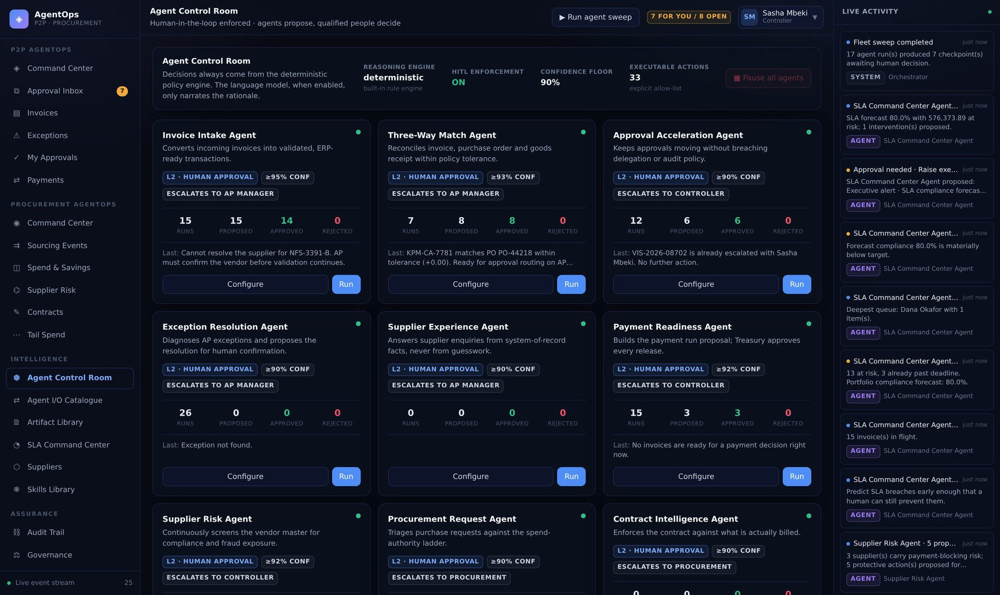 AgentOps
P2P · PROCUREMENT
P2P AGENTOPS
Command Center
Approval Inbox
7
Invoices
Exceptions
My Approvals
Payments
PROCUREMENT AGENTOPS
Command Center
Sourcing Events
Spend & Savings
Supplier Risk
Contracts
Tail Spend
INTELLIGENCE
Agent Control Room
Agent I/O Catalogue
Artifact Library
SLA Command Center
Suppliers
Skills Library
ASSURANCE
Audit Trail
Governance
Live event stream
25
Agent Control Room
Human-in-the-loop enforced · agents propose, qualified people decide
▶ Run agent sweep
7 FOR YOU / 8 OPEN
SM
Sasha Mbeki
Controller
Agent Control Room
Decisions always come from the deterministic
policy engine. The language model, when enabled,
only narrates the rationale.
REASONING ENGINE
deterministic
built-in rule engine
HITL ENFORCEMENT
ON
CONFIDENCE FLOOR
90%
EXECUTABLE ACTIONS
33
explicit allow-list
Pause all agents
Invoice Intake Agent
Converts incoming invoices into validated, ERP-
ready transactions.
L2 · HUMAN APPROVAL
≥95% CONF
ESCALATES TO AP MANAGER
15 15 14 0
RUNS PROPOSED APPROVED REJECTED
Last: Cannot resolve the supplier for NFS-3391-B. AP
must confirm the vendor before validation continues.
Configure
Run
Three-Way Match Agent
Reconciles invoice, purchase order and goods
receipt within policy tolerance.
L2 · HUMAN APPROVAL
≥93% CONF
ESCALATES TO AP MANAGER
7 8 8 0
RUNS PROPOSED APPROVED REJECTED
Last: KPM-CA-7781 matches PO PO-44218 within
tolerance (+0.00). Ready for approval routing on AP...
Configure
Run
Approval Acceleration Agent
Keeps approvals moving without breaching
delegation or audit policy.
L2 · HUMAN APPROVAL
≥90% CONF
ESCALATES TO CONTROLLER
12 6 6 0
RUNS PROPOSED APPROVED REJECTED
Last: VIS-2026-08702 is already escalated with Sasha
Mbeki. No further action.
Configure
Run
Exception Resolution Agent
Diagnoses AP exceptions and proposes the
resolution for human confirmation.
L2 · HUMAN APPROVAL
≥90% CONF
ESCALATES TO AP MANAGER
26 0 0 0
RUNS PROPOSED APPROVED REJECTED
Last: Exception not found.
Configure
Run
Supplier Experience Agent
Answers supplier enquiries from system-of-record
facts, never from guesswork.
L2 · HUMAN APPROVAL
≥90% CONF
ESCALATES TO AP MANAGER
0 0 0 0
RUNS PROPOSED APPROVED REJECTED
Configure
Run
Payment Readiness Agent
Builds the payment run proposal; Treasury approves
every release.
L2 · HUMAN APPROVAL
≥92% CONF
ESCALATES TO CONTROLLER
15 3 3 0
RUNS PROPOSED APPROVED REJECTED
Last: No invoices are ready for a payment decision right
now.
Configure
Run
Supplier Risk Agent
Continuously screens the vendor master for
compliance and fraud exposure.
L2 · HUMAN APPROVAL
≥92% CONF
ESCALATES TO CONTROLLER
Procurement Request Agent
Triages purchase requests against the spend-
authority ladder.
L2 · HUMAN APPROVAL
≥90% CONF
ESCALATES TO PROCUREMENT
Contract Intelligence Agent
Enforces the contract against what is actually billed.
L2 · HUMAN APPROVAL
≥90% CONF
ESCALATES TO PROCUREMENT
0 0 0 0
LIVE ACTIVITY
Fleet sweep completed just now
17 agent run(s) produced 7 checkpoint(s)
awaiting human decision.
SYSTEM Orchestrator
SLA Command Center Agent... just now
SLA forecast 80.0% with 576,373.89 at
risk; 1 intervention(s) proposed.
AGENT SLA Command Center Agent
Approval needed · Raise exe... just now
SLA Command Center Agent proposed:
Executive alert · SLA compliance forecas...
AGENT SLA Command Center Agent
SLA Command Center Agent... just now
Forecast compliance 80.0% is materially
below target.
AGENT SLA Command Center Agent
SLA Command Center Agent... just now
Deepest queue: Dana Okafor with 1
item(s).
AGENT SLA Command Center Agent
SLA Command Center Agent... just now
13 at risk, 3 already past deadline.
Portfolio compliance forecast: 80.0%.
AGENT SLA Command Center Agent
SLA Command Center Agent... just now
15 invoice(s) in flight.
AGENT SLA Command Center Agent
SLA Command Center Agent... just now
Predict SLA breaches early enough that a
human can still prevent them.
AGENT SLA Command Center Agent
Supplier Risk Agent · 5 prop... just now
3 supplier(s) carry payment-blocking risk;
5 protective action(s) proposed for...
AGENT Supplier Risk Agent